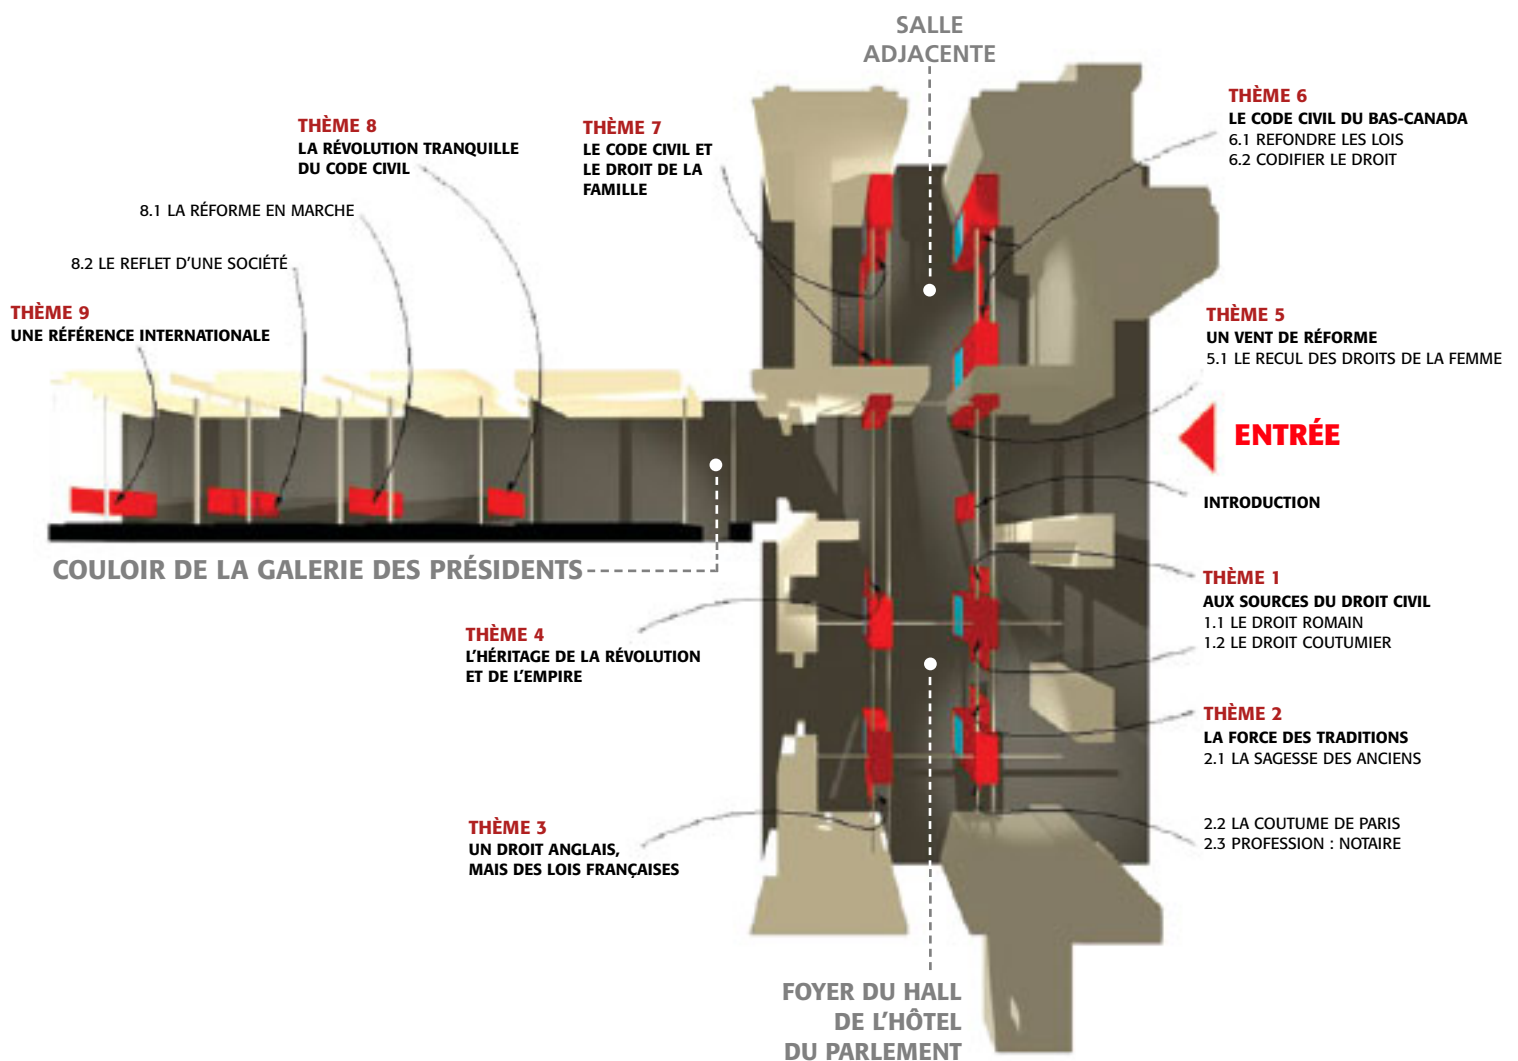 SALLE
ADJACENTE
THÈME 6
LE CODE CIVIL DU BAS-CANADA
6.1 REFONDRE LES LOIS
6.2 CODIFIER LE DROIT
THÈME 8
LA RÉVOLUTION TRANQUILLE
DU CODE CIVIL
THÈME 7
LE CODE CIVIL ET
LE DROIT DE LA
FAMILLE
8.1 LA RÉFORME EN MARCHE
8.2 LE REFLET D'UNE SOCIÉTÉ
THÈME 9
UNE RÉFÉRENCE INTERNATIONALE
THÈME 5
UN VENT DE RÉFORME
5.1 LE RECUL DES DROITS DE LA FEMME
ENTRÉE
INTRODUCTION
COULOIR DE LA GALERIE DES PRÉSIDENTS
THÈME 1
AUX SOURCES DU DROIT CIVIL
1.1 LE DROIT ROMAIN
1.2 LE DROIT COUTUMIER
THÈME 4
L'HÉRITAGE DE LA RÉVOLUTION
ET DE L'EMPIRE
THÈME 2
LA FORCE DES TRADITIONS
2.1 LA SAGESSE DES ANCIENS
2.2 LA COUTUME DE PARIS
2.3 PROFESSION : NOTAIRE
THÈME 3
UN DROIT ANGLAIS,
MAIS DES LOIS FRANÇAISES
FOYER DU HALL
DE L'HÔTEL
DU PARLEMENT